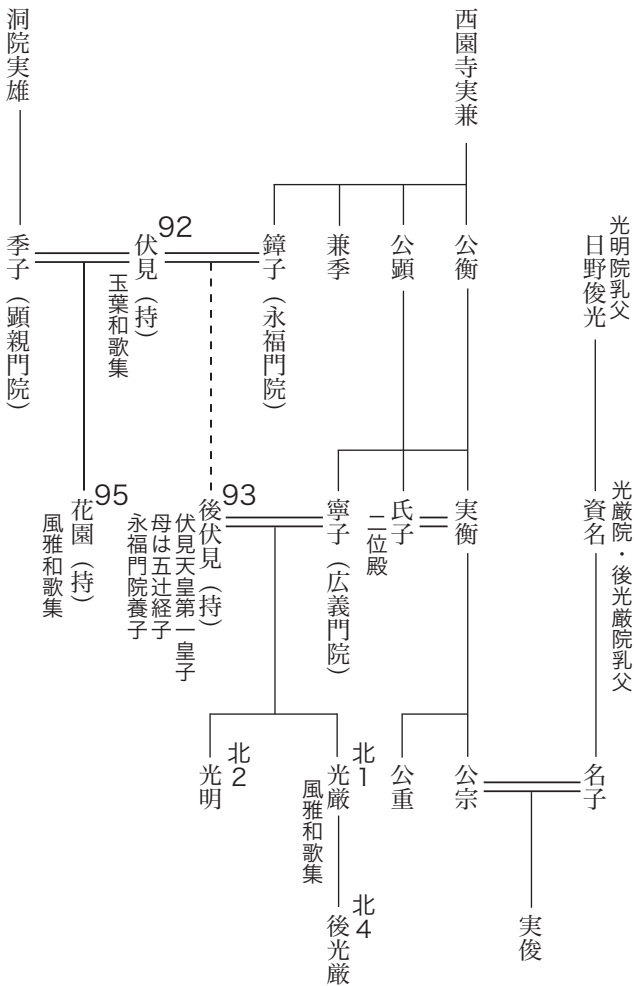 光明院乳父
日野俊光
光厳院・後光厳院乳父
資名
名子
西園寺実兼
公衡
公顕
兼季
鏱子（永福門院）
92
伏見（持）
玉葉和歌集
洞院実雄
季子（顕親門院）
実衡
氏子
二位殿
寧子（広義門院）
93
後伏見（持）
伏見天皇第一皇子
母は五辻経子
永福門院養子
95
花園（持）
風雅和歌集
公宗
公重
北1
光厳
風雅和歌集
北2
光明
実俊
北4
後光厳